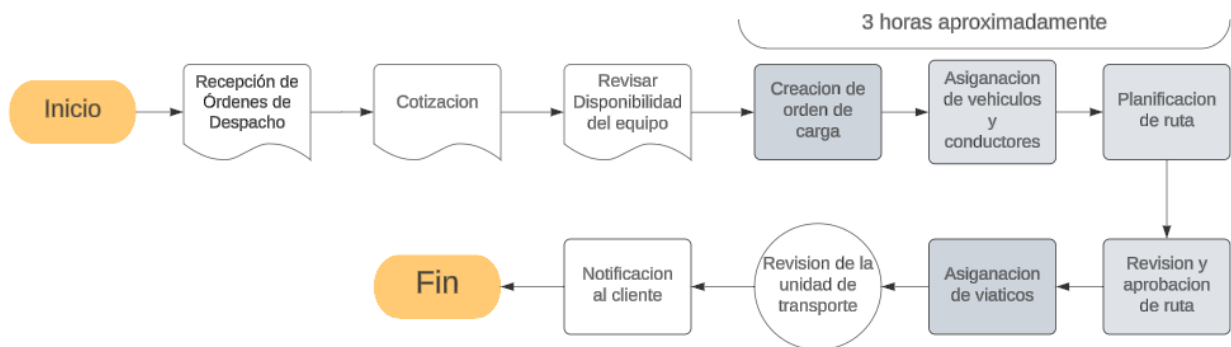 3 horas aproximadamente
Inicio
Recepción de
Órdenes de
Despacho
Cotizacion
Revisar
Disponibilidad
del equipo
Creacion de
orden de
carga
Asiganacion
de vehiculos
y
conductores
Planificacion
de ruta
Revision y
aprobacion
de ruta
Asiganacion
de viaticos
Revision de la
unidad de
transporte
Notificacion
al cliente
Fin